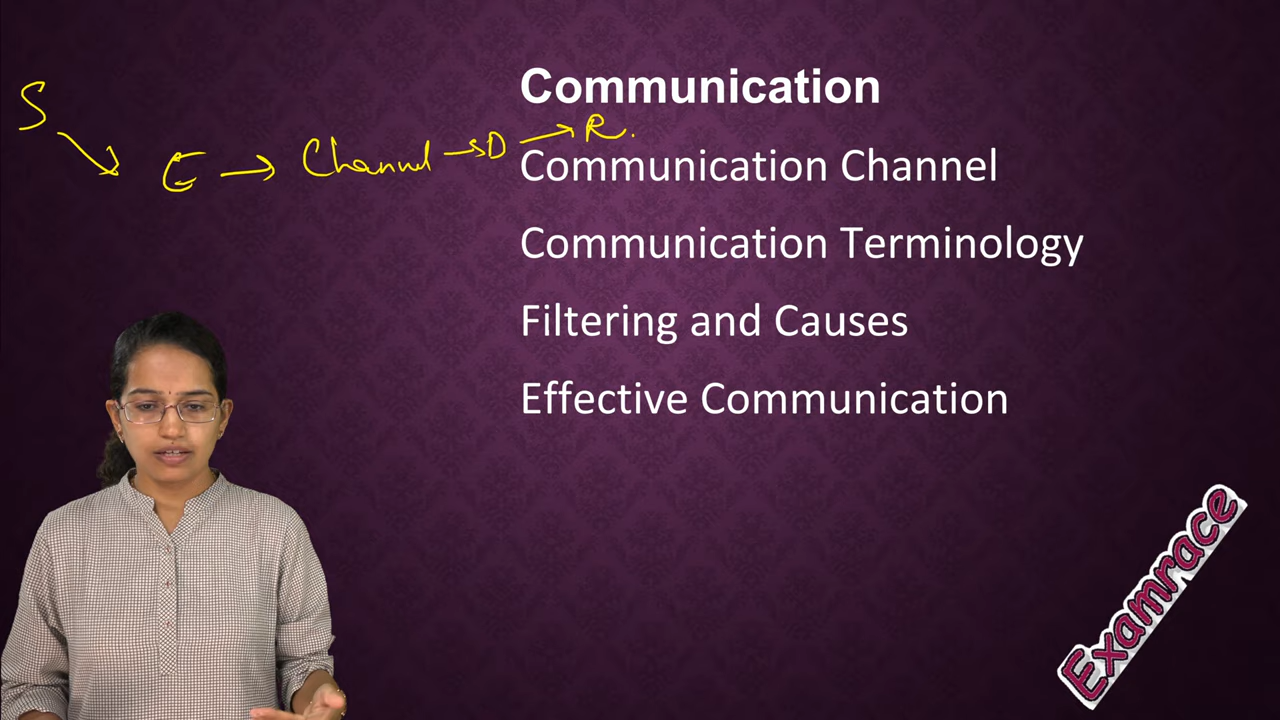 Communication
S → E → Channel → D → R.
Communication Channel
Communication Terminology
Filtering and Causes
Effective Communication
Examrace